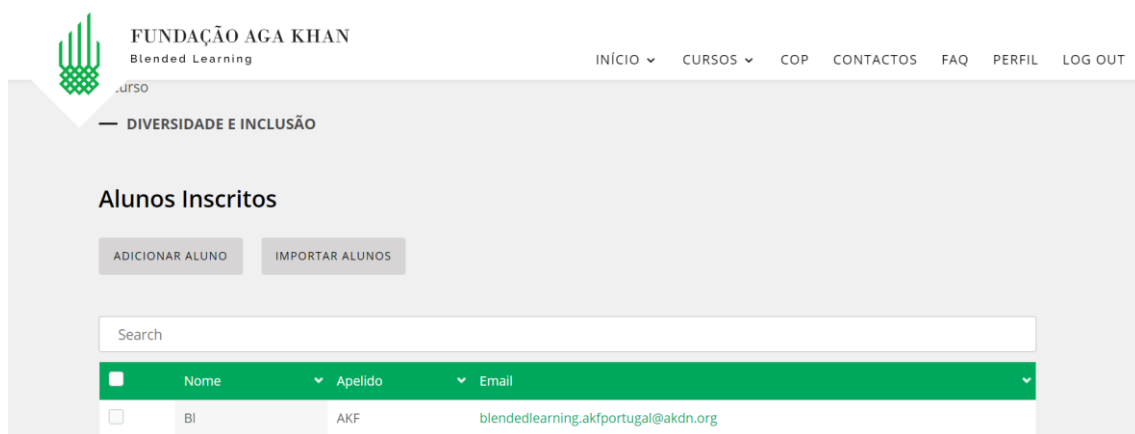 FUNDAÇÃO AGA KHAN
Blended Learning
INÍCIO CURSOS COP CONTACTOS FAQ PERFIL LOG OUT
— DIVERSIDADE E INCLUSÃO
Alunos Inscritos
ADICIONAR ALUNO IMPORTAR ALUNOS
Search
Nome Apelido Email
Bl AKF blendedlearning.akfportugal@akdn.org